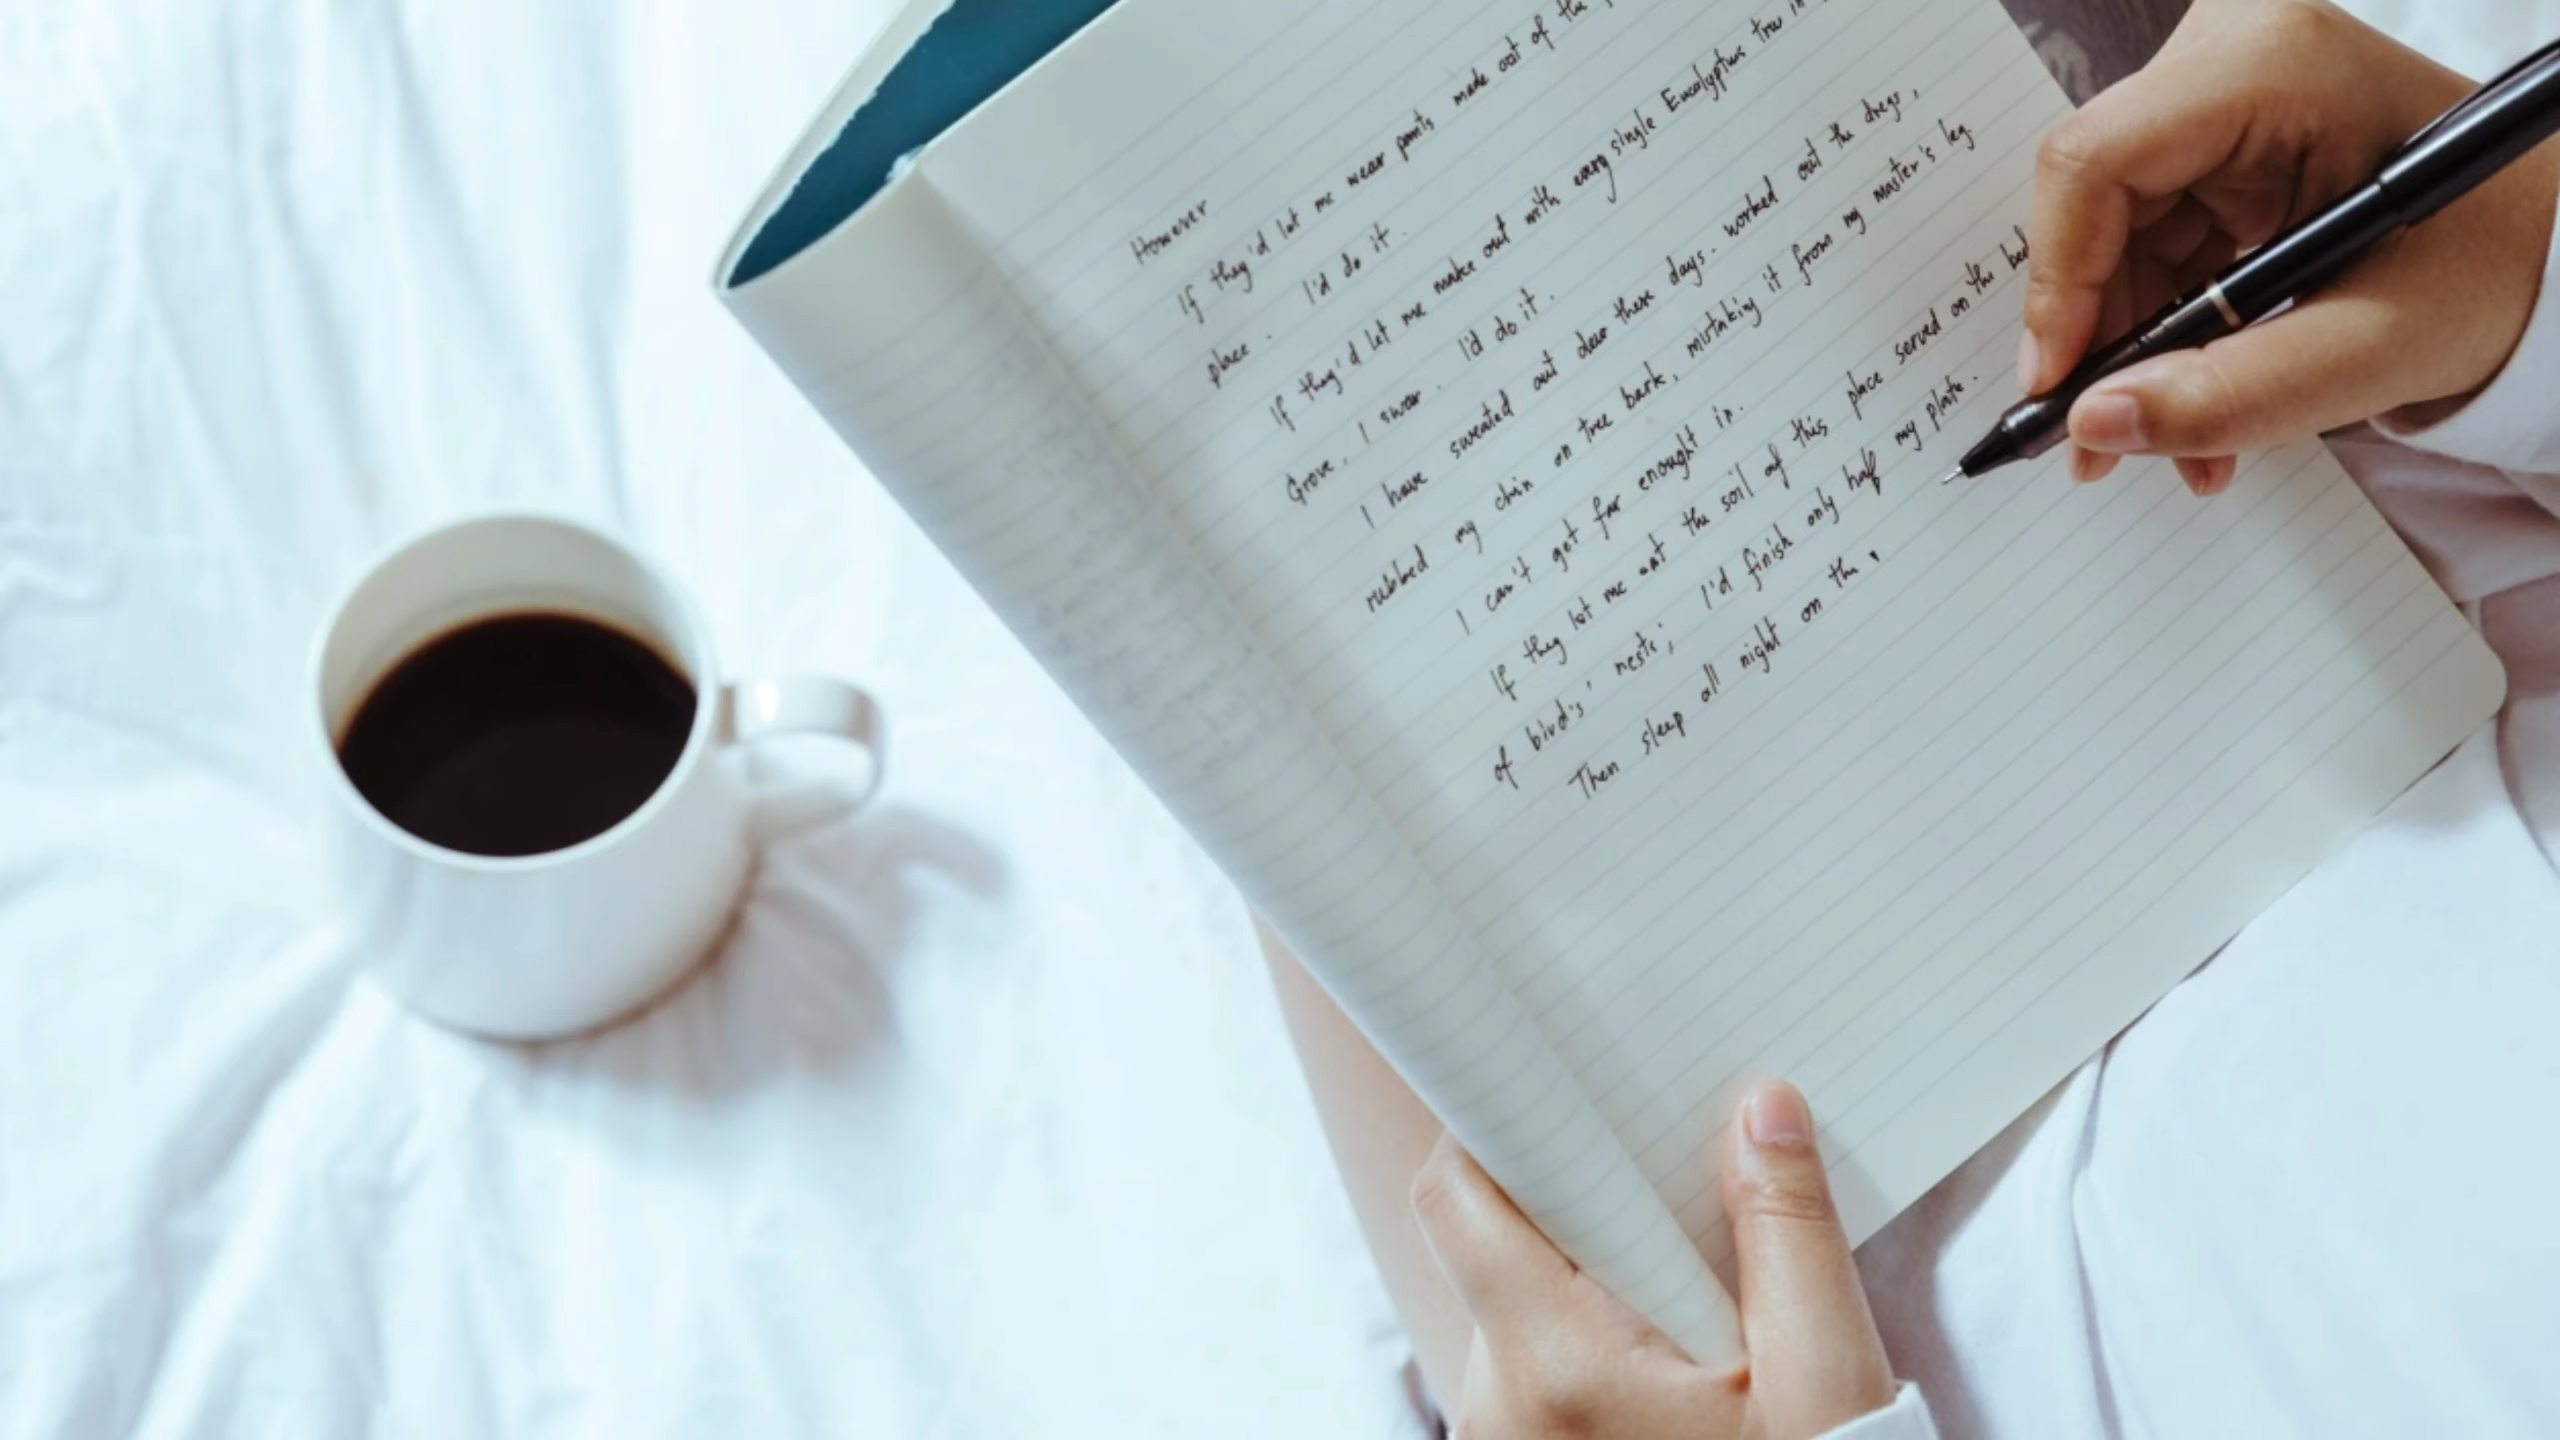 However
If they'd let me wear pants made out of the
place. I'd do it.
If they'd let me make out with every single Eucalyptus tree in
Grove, I swear. I'd do it.
I have sweated out dew these days. worked out the dregs,
rubbed my chin on tree bark, mistaking it from my master's leg.
I can't get far enought in.
If they let me eat the soil of this place served on the bed
of bird's, nests; I'd finish only half my plate.
Then sleep all night on the